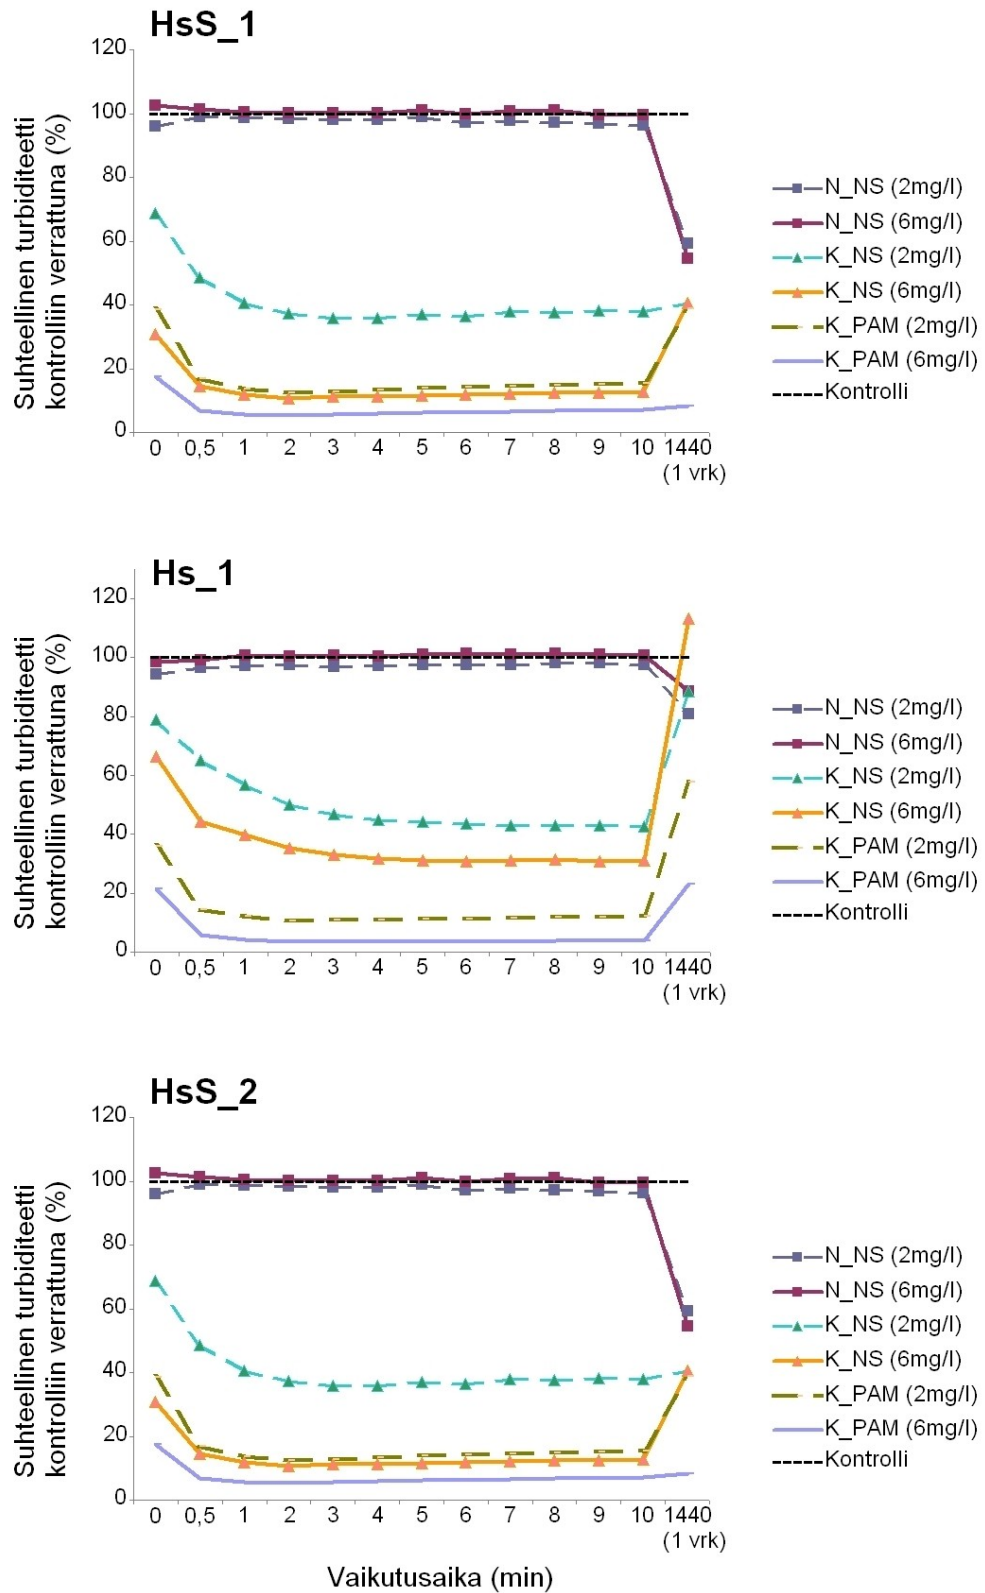 HsS_1
Suhteellinen turbiditeetti
kontrolliin verrattuna (%)
120
100
80
60
40
20
0
0 0,5 1 2 3 4 5 6 7 8 9 10 1440
(1 vrk)
N_NS (2mg/l)
N_NS (6mg/l)
K_NS (2mg/l)
K_NS (6mg/l)
K_PAM (2mg/l)
K_PAM (6mg/l)
Kontrolli
Hs_1
Suhteellinen turbiditeetti
kontrolliin verrattuna (%)
120
100
80
60
40
20
0
0 0,5 1 2 3 4 5 6 7 8 9 10 1440
(1 vrk)
N_NS (2mg/l)
N_NS (6mg/l)
K_NS (2mg/l)
K_NS (6mg/l)
K_PAM (2mg/l)
K_PAM (6mg/l)
Kontrolli
HsS_2
Suhteellinen turbiditeetti
kontrolliin verrattuna (%)
120
100
80
60
40
20
0
0 0,5 1 2 3 4 5 6 7 8 9 10 1440
(1 vrk)
N_NS (2mg/l)
N_NS (6mg/l)
K_NS (2mg/l)
K_NS (6mg/l)
K_PAM (2mg/l)
K_PAM (6mg/l)
Kontrolli
Vaikutusaika (min)